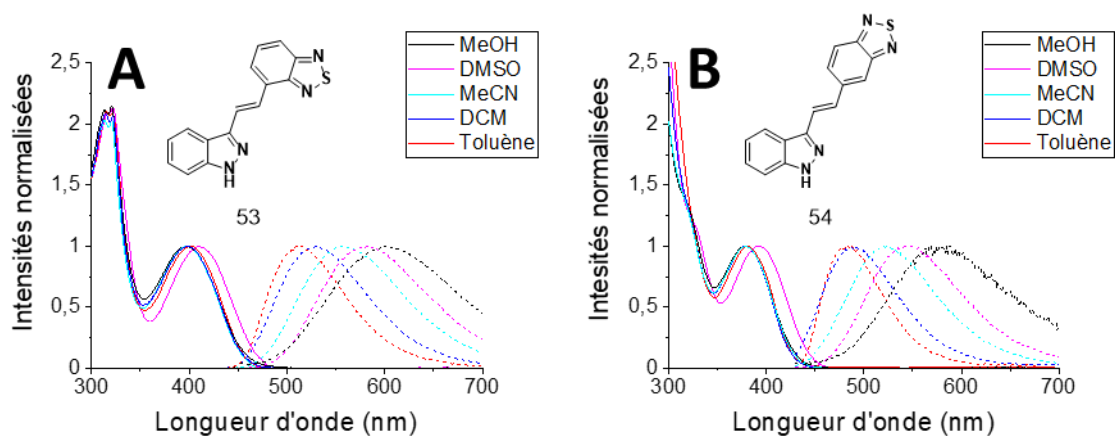 A
MeOH
DMSO
MeCN
DCM
Toluène
N
S
N
N
N
H
53
2,5
2
1,5
1
0,5
0
300
400
500
600
700
Intensités normalisées
Longueur d'onde (nm)
B
MeOH
DMSO
MeCN
DCM
Toluène
S
N
N
N
N
H
54
2,5
2
1,5
1
0,5
0
300
400
500
600
700
Intesités normalisées
Longueur d'onde (nm)